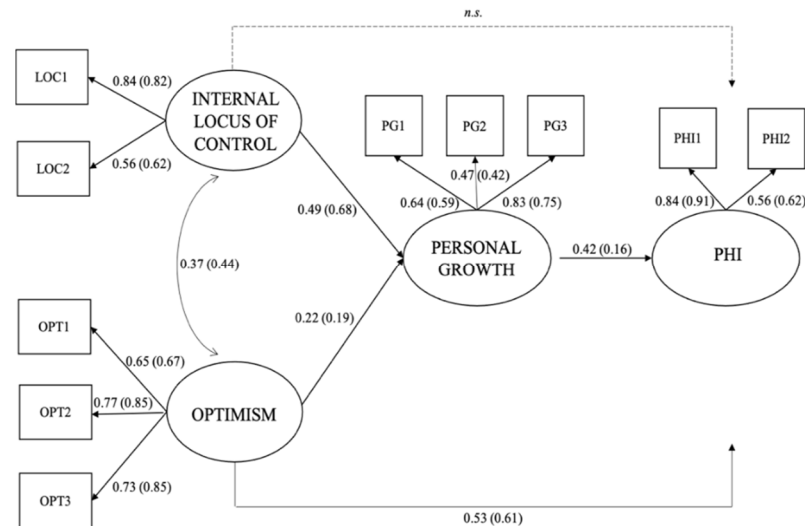 n.s.
LOC1
0.84 (0.82)
INTERNAL
LOCUS OF
CONTROL
LOC2
0.56 (0.62)
PG1
PG2
PG3
PHI1
PHI2
0.47 (0.42)
0.64 (0.59)
0.83 (0.75)
0.84 (0.91)
0.56 (0.62)
0.49 (0.68)
0.37 (0.44)
PERSONAL
GROWTH
0.42 (0.16)
PHI
0.22 (0.19)
OPT1
0.65 (0.67)
OPT2
0.77 (0.85)
OPTIMISM
0.73 (0.85)
OPT3
0.53 (0.61)